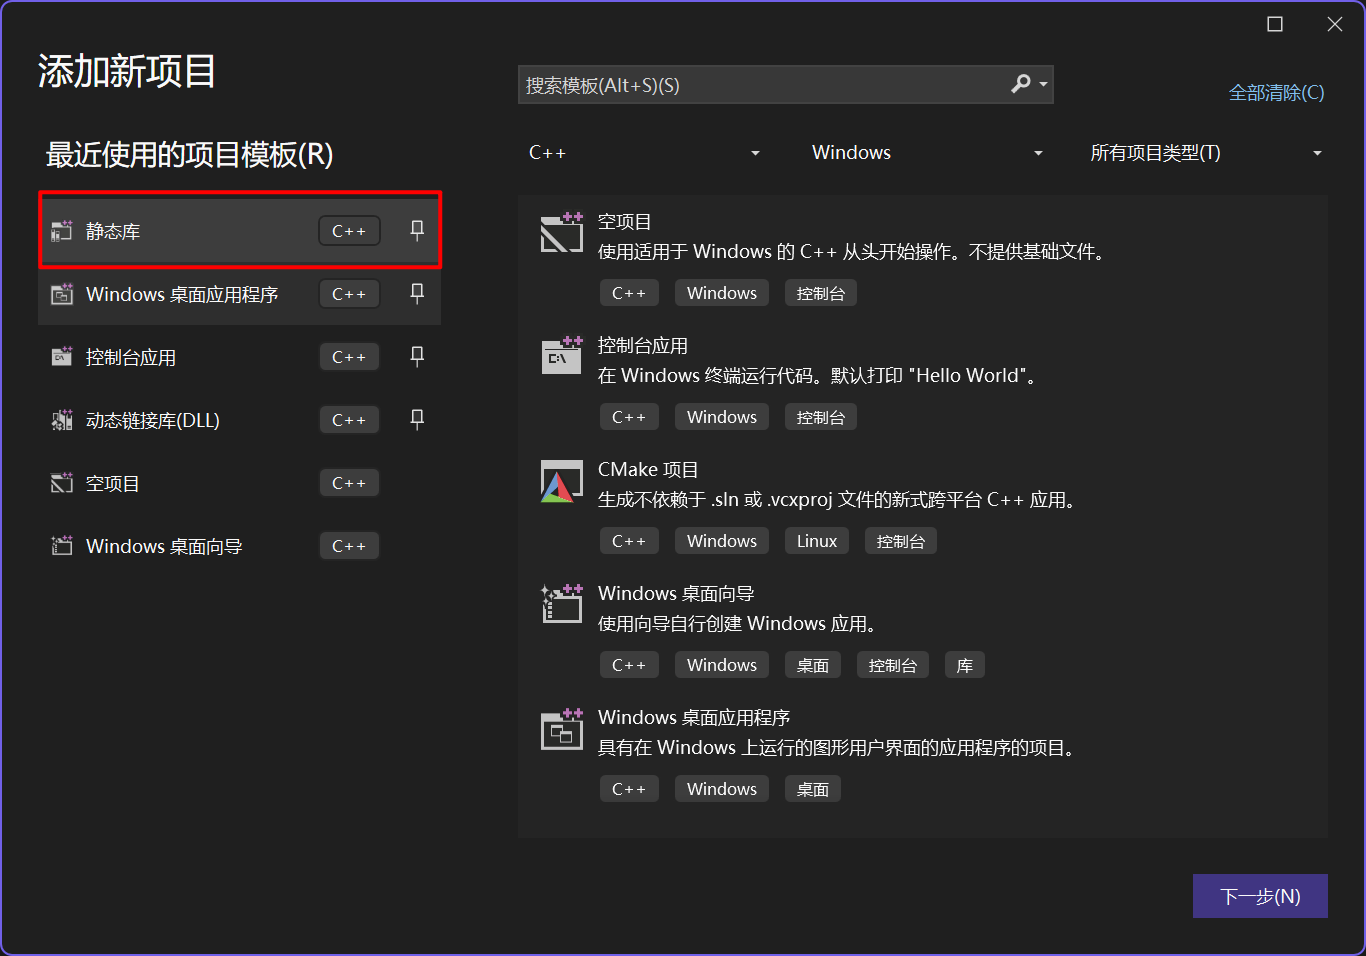 添加新项目
搜索模板(Alt+S)(S)
全部清除(C)
最近使用的项目模板(R)
静态库 C++
Windows 桌面应用程序 C++
控制台应用 C++
动态链接库(DLL) C++
空项目 C++
Windows 桌面向导 C++
C++ Windows 所有项目类型(T)
空项目
使用适用于 Windows 的 C++ 从头开始操作。不提供基础文件。
C++ Windows 控制台
C:\
控制台应用
在 Windows 终端运行代码。默认打印 "Hello World"。
C++ Windows 控制台
CMake 项目
生成不依赖于 .sln 或 .vcxproj 文件的新式跨平台 C++ 应用。
C++ Windows Linux 控制台
Windows 桌面向导
使用向导自行创建 Windows 应用。
C++ Windows 桌面 控制台 库
Windows 桌面应用程序
具有在 Windows 上运行的图形用户界面的应用程序的项目。
C++ Windows 桌面
下一步(N)